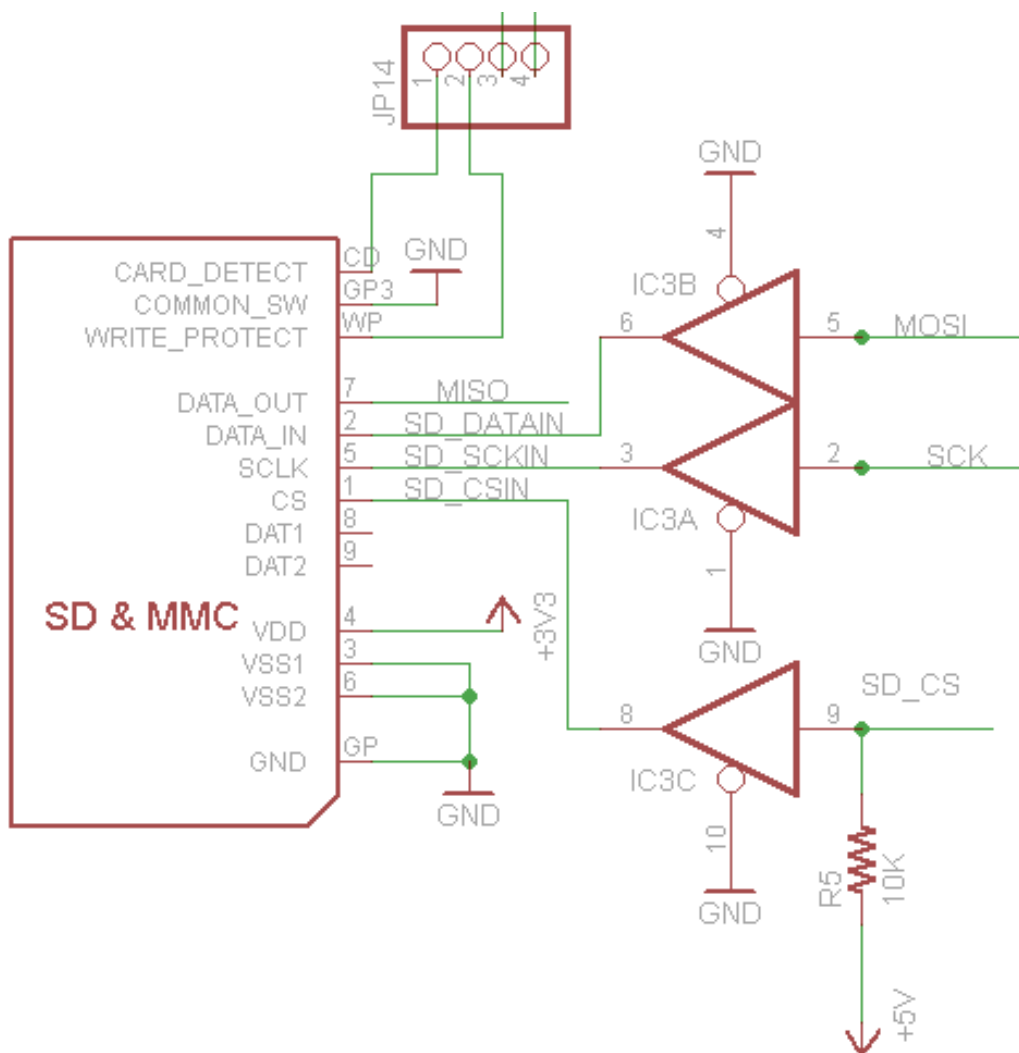 JP14
1
2
3
4
GND
4
CARD_DETECT
CD
GND
IC3B
COMMON_SW
GP3
WRITE_PROTECT
WP
6
5
MOSI
DATA_OUT
7
MISO
DATA_IN
2
SD_DATAIN
SCLK
5
SD_SCKIN
3
2
SCK
CS
1
SD_CSIN
IC3A
DAT1
8
DAT2
9
1
SD & MMC
VDD
4
+3V3
VSS1
3
GND
VSS2
6
8
9
SD_CS
GND
GP
IC3C
GND
10
R5
10K
GND
+5V